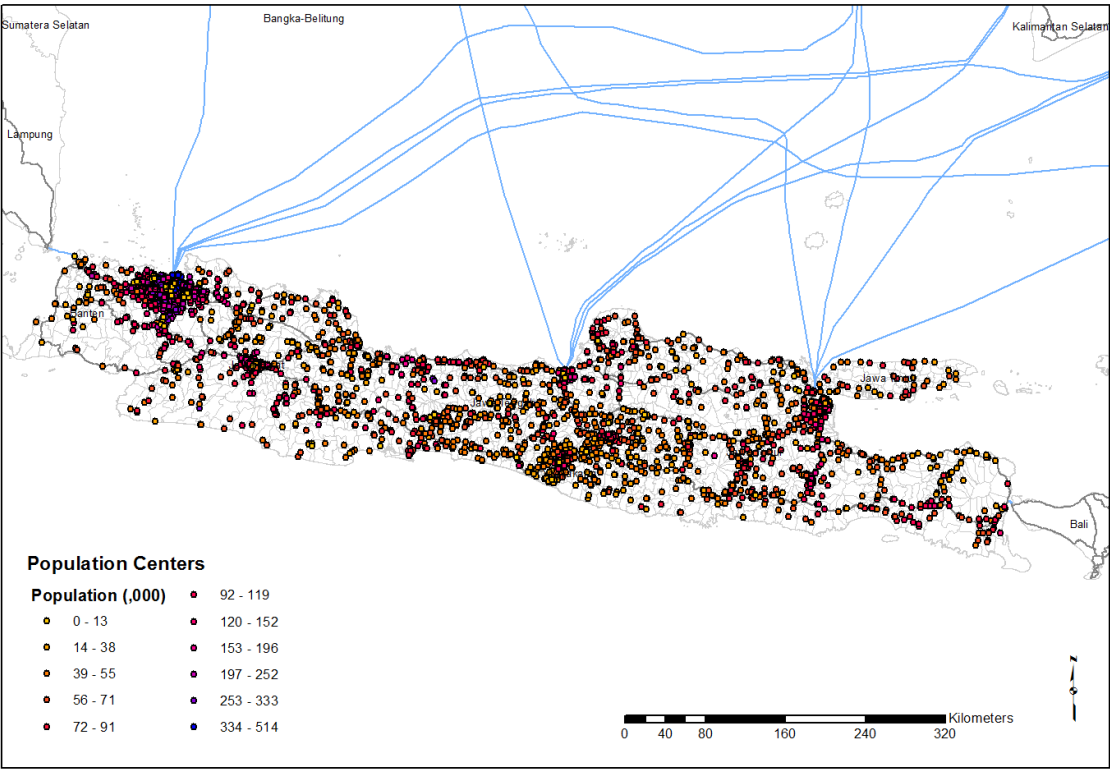 Bangka-Belitung
Sumatera Selatan
Kalimantan Selatan
Lampung
Banten
Jawa
Bali
Population Centers
Population (,000)
0 - 13
14 - 38
39 - 55
56 - 71
72 - 91
92 - 119
120 - 152
153 - 196
197 - 252
253 - 333
334 - 514
N
Kilometers
0 40 80 160 240 320